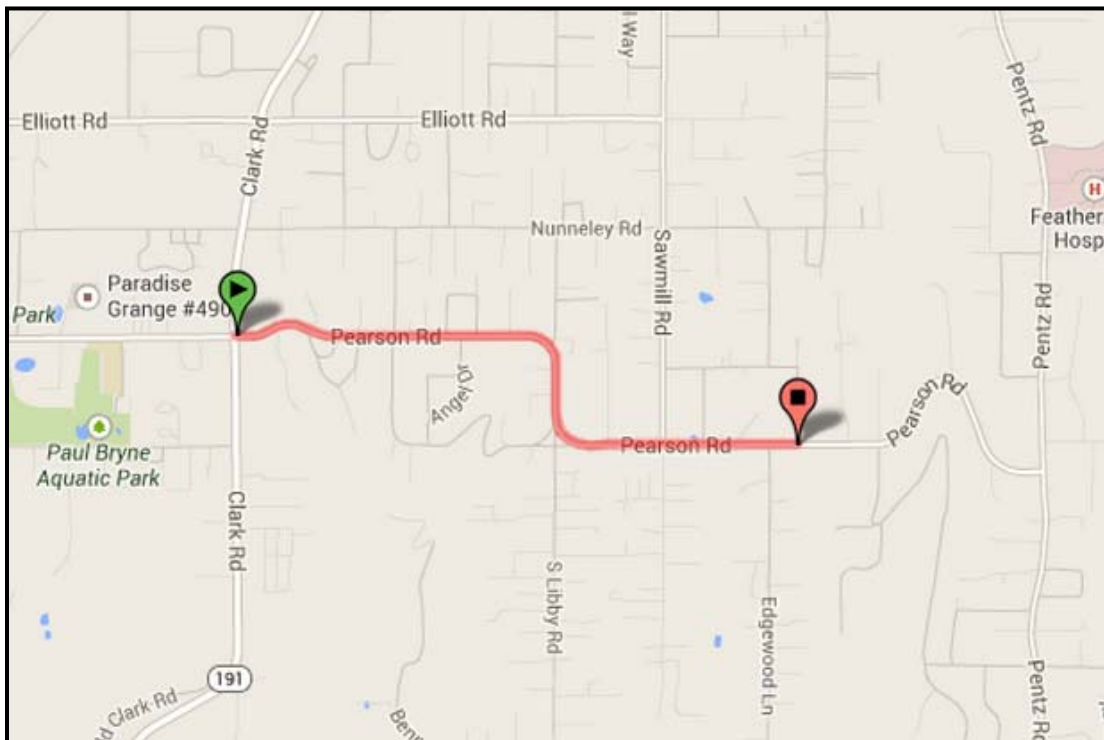 l Way
Pentz Rd
Elliott Rd
Elliott Rd
Clark Rd
H
Feather
Hosp
Nunneley Rd
Sawmill Rd
Paradise
Grange #490
Park
Pearson Rd
Pentz Rd
Angel Dr
Pearson Rd
Pearson Rd
Paul Bryne
Aquatic Park
Clark Rd
S Libby Rd
Edgewood Ln
191
d Clark Rd
Benn
Pentz Rd